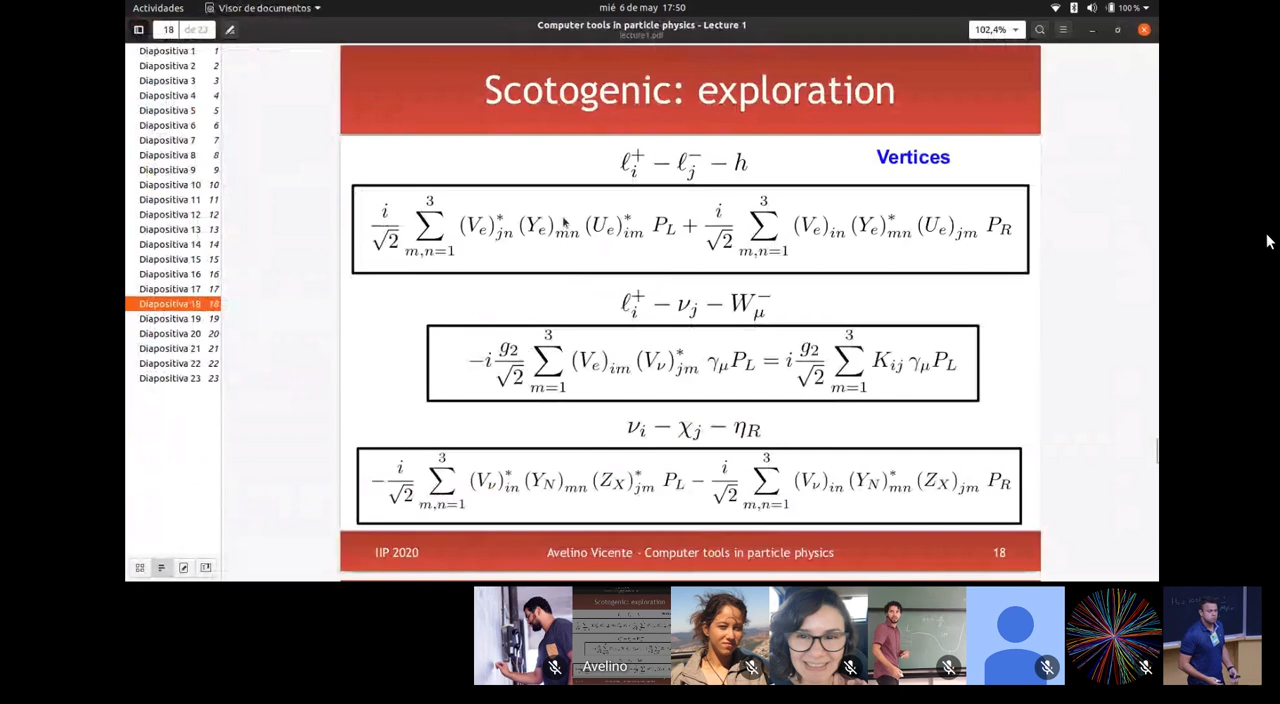 Actividades
Visor de documentos
mié 6 de may 17:50
100 %
18
de 23
Computer tools in particle physics - Lecture 1
lecture1.pdf
102,4%
Diapositiva 1 1
Diapositiva 2 2
Diapositiva 3 3
Diapositiva 4 4
Diapositiva 5 5
Diapositiva 6 6
Diapositiva 7 7
Diapositiva 8 8
Diapositiva 9 9
Diapositiva 10 10
Diapositiva 11 11
Diapositiva 12 12
Diapositiva 13 13
Diapositiva 14 14
Diapositiva 15 15
Diapositiva 16 16
Diapositiva 17 17
Diapositiva 18 18
Diapositiva 19 19
Diapositiva 20 20
Diapositiva 21 21
Diapositiva 22 22
Diapositiva 23 23
Scotogenic: exploration
Vertices
ℓ_i^+ − ℓ_j^- − h
i/√2 ∑_{m,n=1}^3 (V_e)^*_{jn} (Y_e)_{mn} (U_e)^*_{im} P_L + i/√2 ∑_{m,n=1}^3 (V_e)_{in} (Y_e)^*_{mn} (U_e)_{jm} P_R
ℓ_i^+ − ν_j − W_μ^-
−i g_2/√2 ∑_{m=1}^3 (V_e)_{im} (V_ν)^*_{jm} γ_μ P_L = i g_2/√2 ∑_{m=1}^3 K_{ij} γ_μ P_L
ν_i − χ_j − η_R
−i/√2 ∑_{m,n=1}^3 (V_ν)^*_{in} (Y_N)_{mn} (Z_X)^*_{jm} P_L − i/√2 ∑_{m,n=1}^3 (V_ν)_{in} (Y_N)^*_{mn} (Z_X)_{jm} P_R
IIP 2020
Avelino Vicente - Computer tools in particle physics
18
Scotogenic: exploration
Avelino